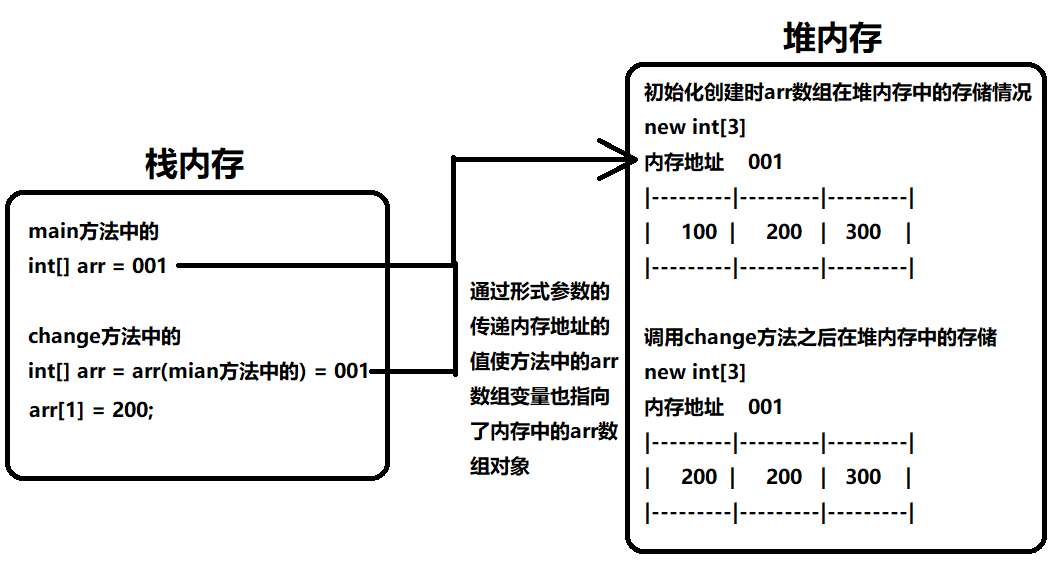 栈内存
main方法中的
int[] arr = 001
change方法中的
int[] arr = arr(mian方法中的) = 001
arr[1] = 200;
通过形式参数的
传递内存地址的
值使方法中的arr
数组变量也指向
了内存中的arr数
组对象
堆内存
初始化创建时arr数组在堆内存中的存储情况
new int[3]
内存地址 001
|---------|---------|---------|
| 100 | 200 | 300 |
|---------|---------|---------|
调用change方法之后在堆内存中的存储
new int[3]
内存地址 001
|---------|---------|---------|
| 200 | 200 | 300 |
|---------|---------|---------|